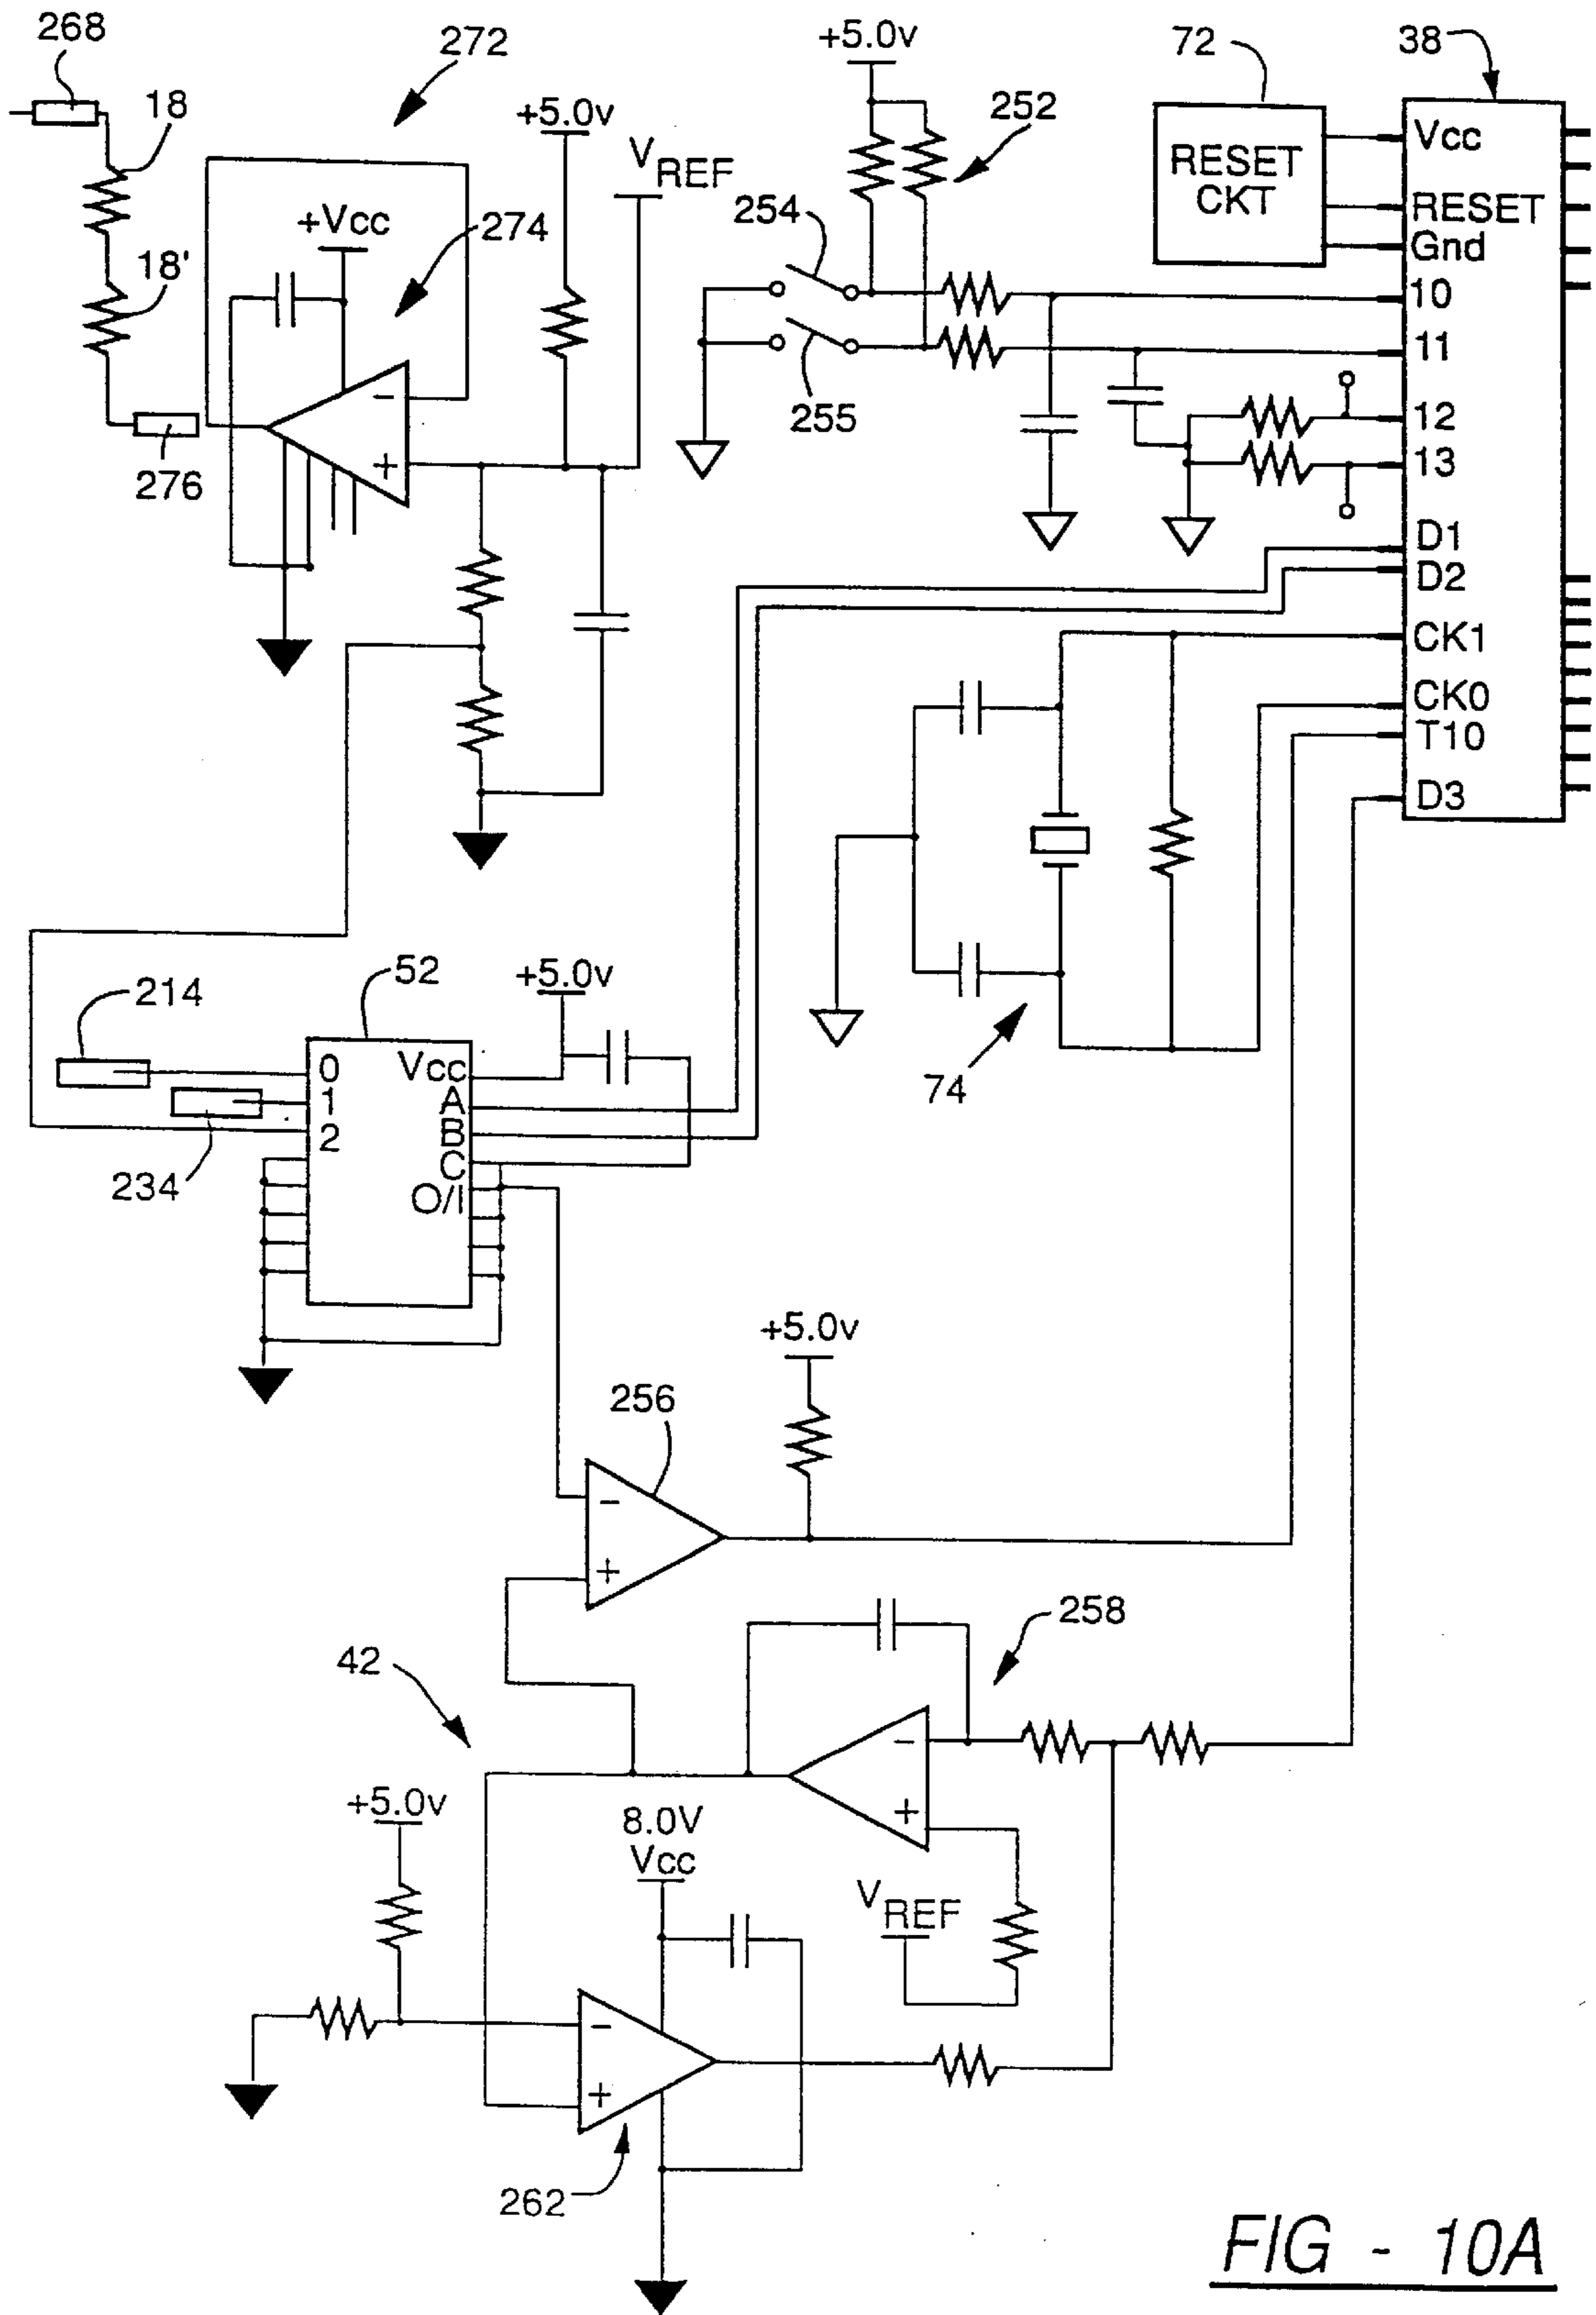 268
272
+5.0v
72
38
18
+5.0v
252
Vcc
VREF
RESET
CKT
254
RESET
+Vcc
274
Gnd
18'
10
11
−
255
12
+
13
276
D1
D2
CK1
CK0
T10
D3
52
+5.0v
214
0
Vcc
74
1
A
2
B
C
234
O/I
+5.0v
256
−
+
258
42
−
+5.0v
+
8.0V
Vcc
VREF
−
+
262
FIG - 10A